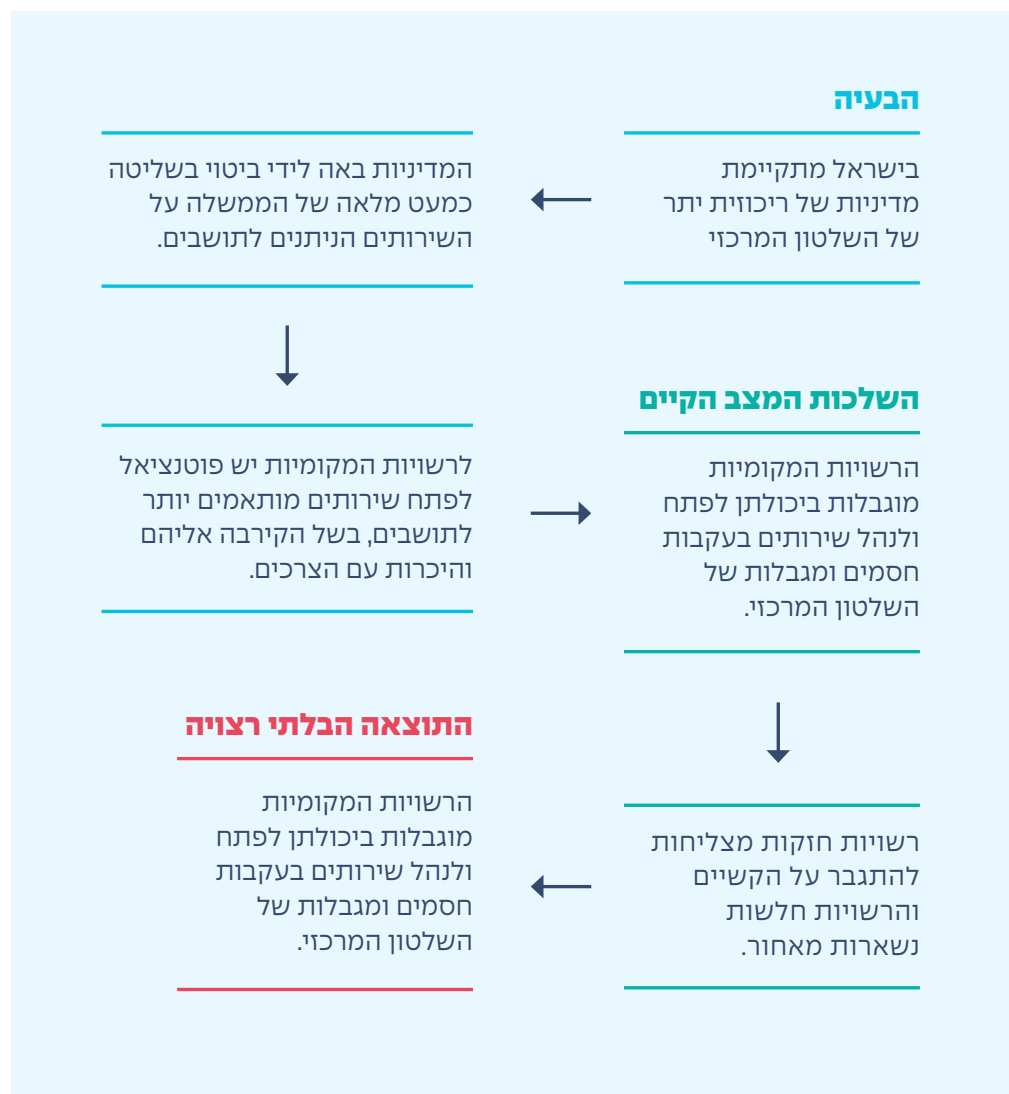 הבעיה
בישראל מתקיימת
מדיניות של ריכוזית יתר
של השלטון המרכזי
המדיניות באה לידי ביטוי בשליטה
כמעט מלאה של הממשלה על
השירותים הניתנים לתושבים.
לרשויות המקומיות יש פוטנציאל
לפתח שירותים מותאמים יותר
לתושבים, בשל הקירבה אליהם
והיכרות עם הצרכים.
השלכות המצב הקיים
הרשויות המקומיות
מוגבלות ביכולתן לפתח
ולנהל שירותים בעקבות
חסמים ומגבלות של
השלטון המרכזי.
רשויות חזקות מצליחות
להתגבר על הקשיים
והרשויות חלשות
נשארות מאחור.
התוצאה הבלתי רצויה
הרשויות המקומיות
מוגבלות ביכולתן לפתח
ולנהל שירותים בעקבות
חסמים ומגבלות של
השלטון המרכזי.